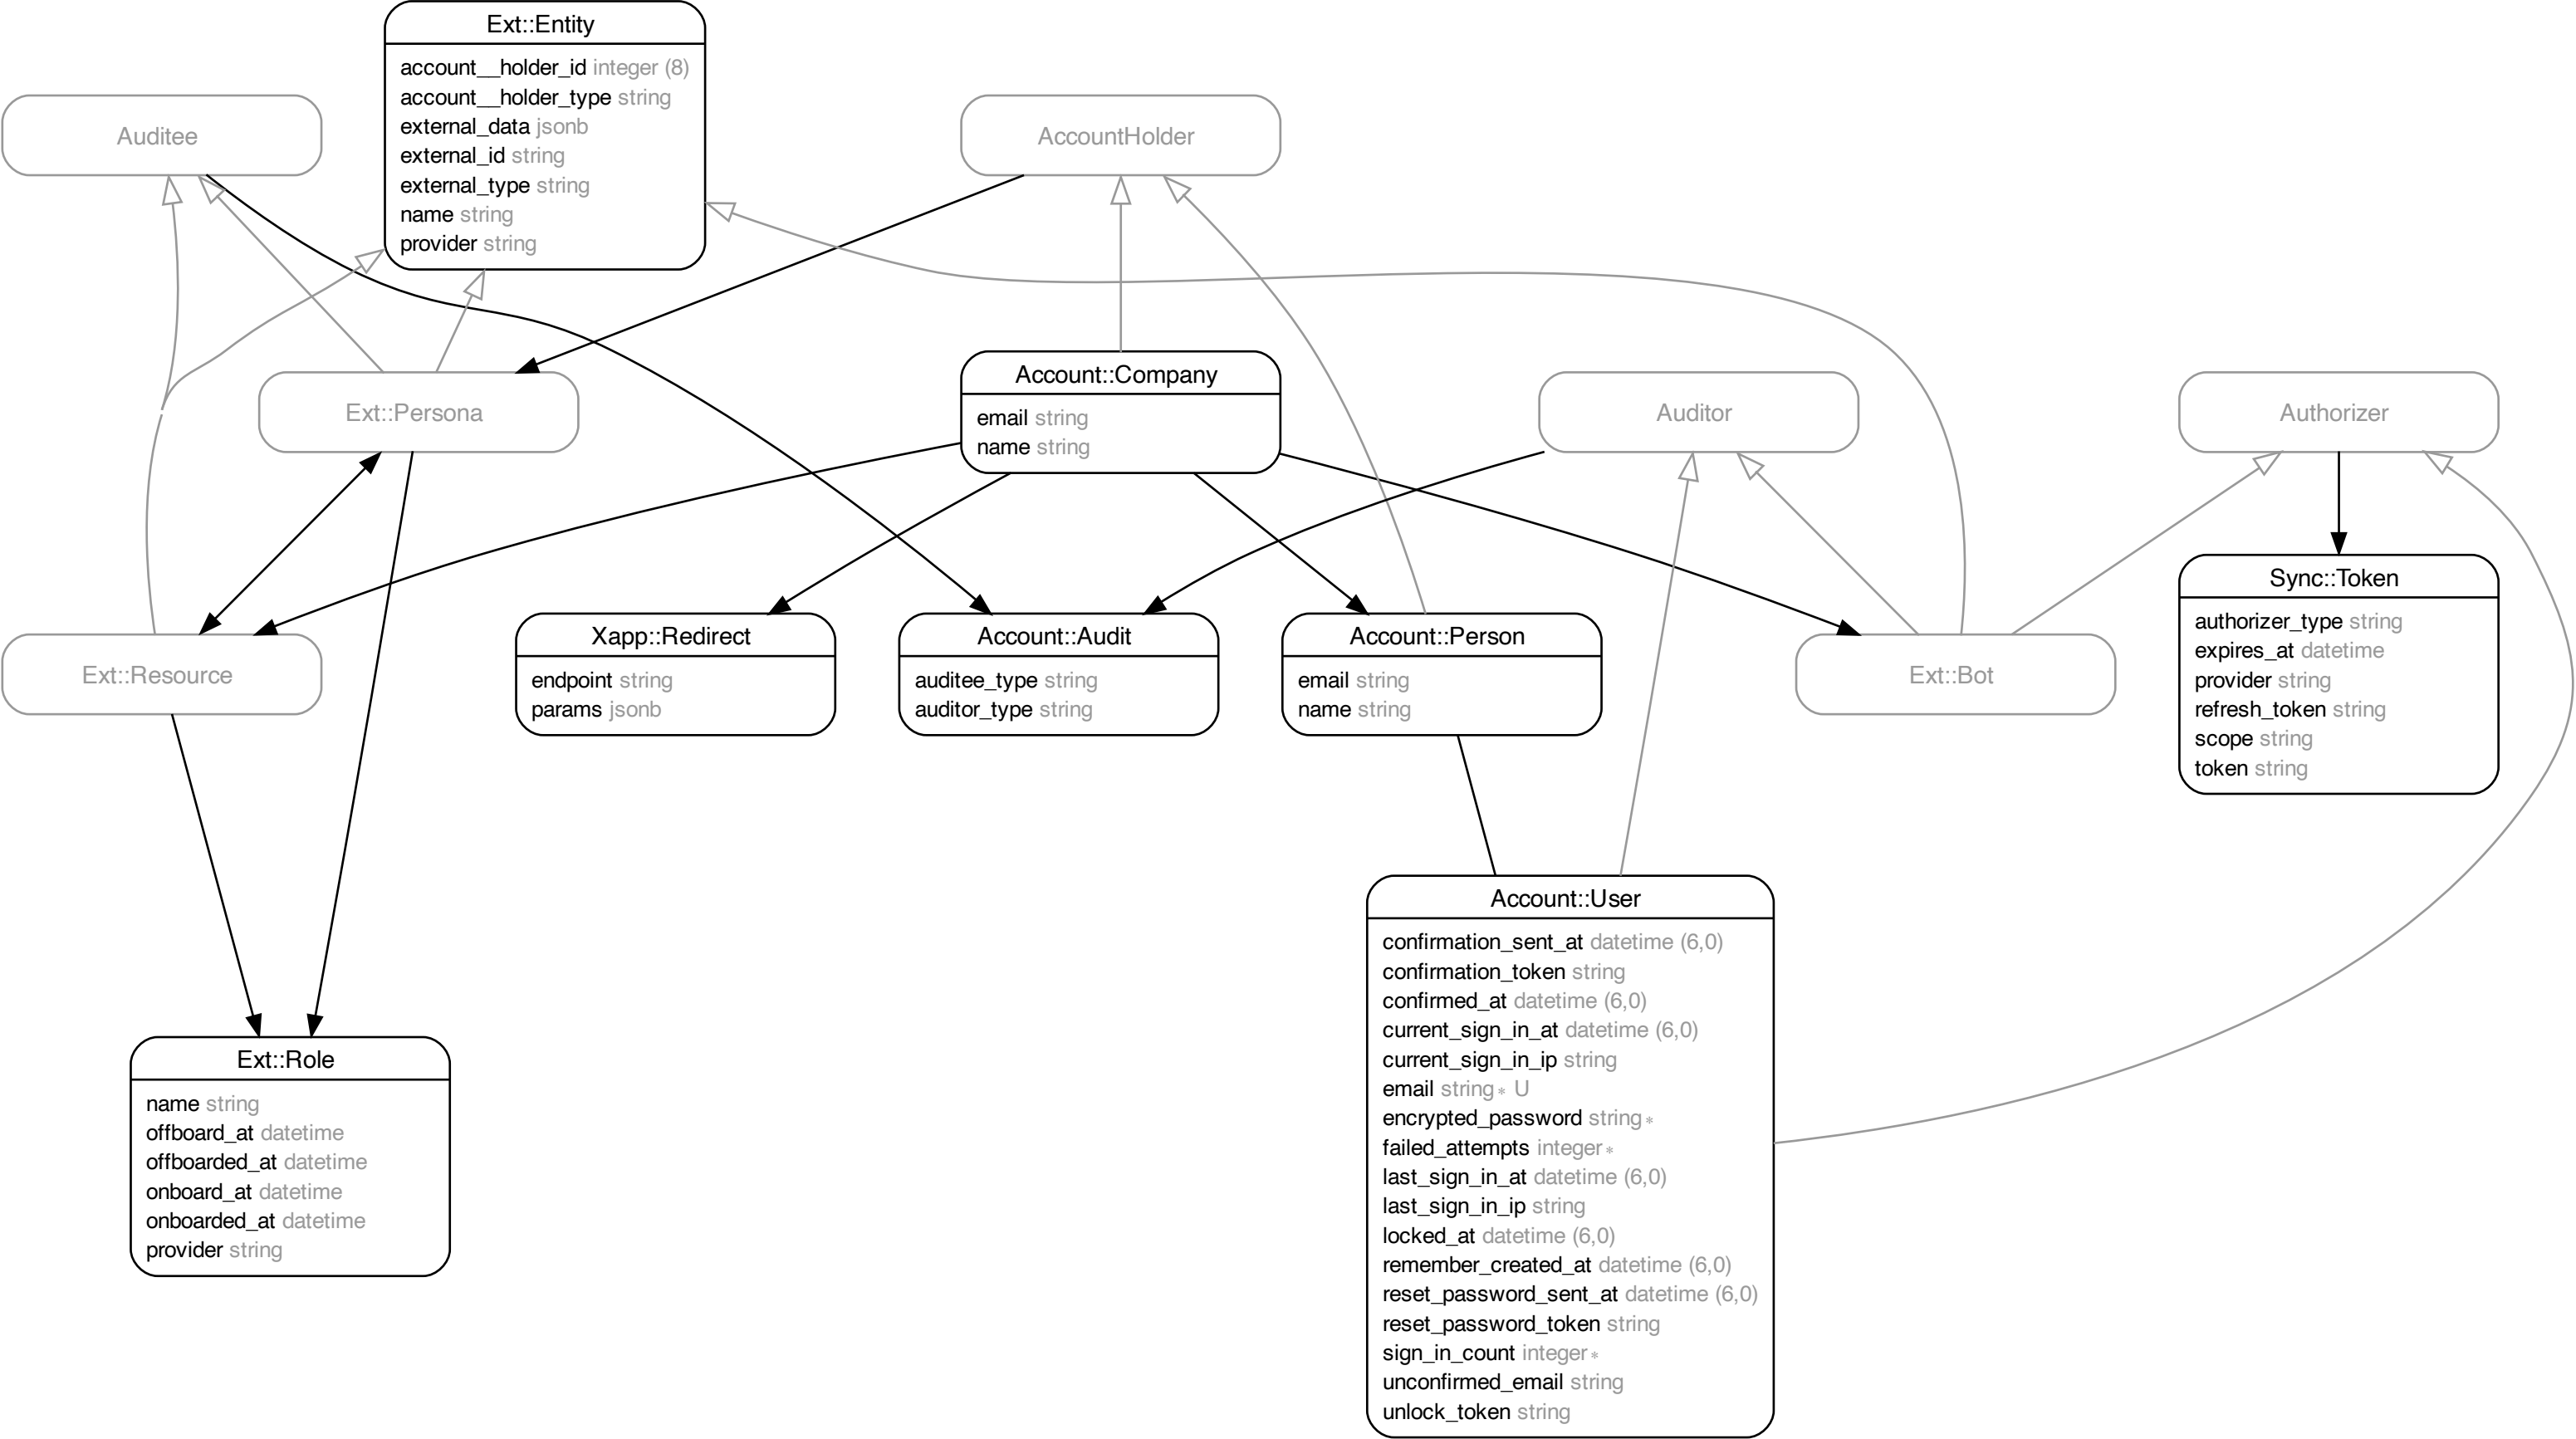 Ext::Entity
account__holder_id integer (8)
account__holder_type string
external_data jsonb
external_id string
external_type string
name string
provider string
Auditee
AccountHolder
Ext::Persona
Account::Company
email string
name string
Auditor
Authorizer
Ext::Resource
Xapp::Redirect
endpoint string
params jsonb
Account::Audit
auditee_type string
auditor_type string
Account::Person
email string
name string
Ext::Bot
Sync::Token
authorizer_type string
expires_at datetime
provider string
refresh_token string
scope string
token string
Account::User
confirmation_sent_at datetime (6,0)
confirmation_token string
confirmed_at datetime (6,0)
current_sign_in_at datetime (6,0)
current_sign_in_ip string
email string∗ U
encrypted_password string∗
failed_attempts integer∗
last_sign_in_at datetime (6,0)
last_sign_in_ip string
locked_at datetime (6,0)
remember_created_at datetime (6,0)
reset_password_sent_at datetime (6,0)
reset_password_token string
sign_in_count integer∗
unconfirmed_email string
unlock_token string
Ext::Role
name string
offboard_at datetime
offboarded_at datetime
onboard_at datetime
onboarded_at datetime
provider string